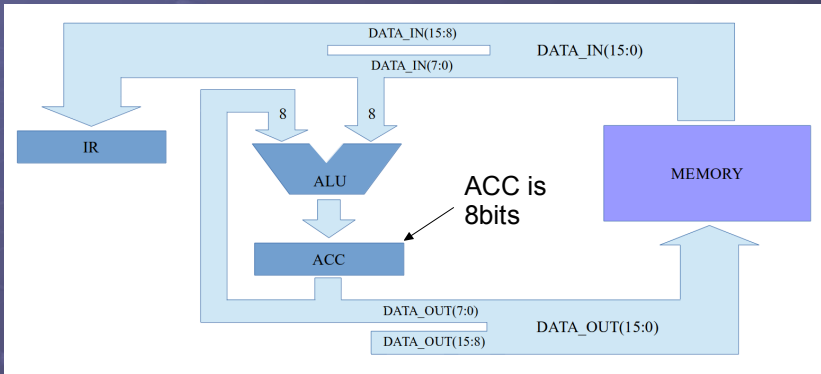 DATA_IN(15:8)
DATA_IN(15:0)
DATA_IN(7:0)
8
8
IR
ALU
MEMORY
ACC is
8bits
ACC
DATA_OUT(7:0)
DATA_OUT(15:0)
DATA_OUT(15:8)